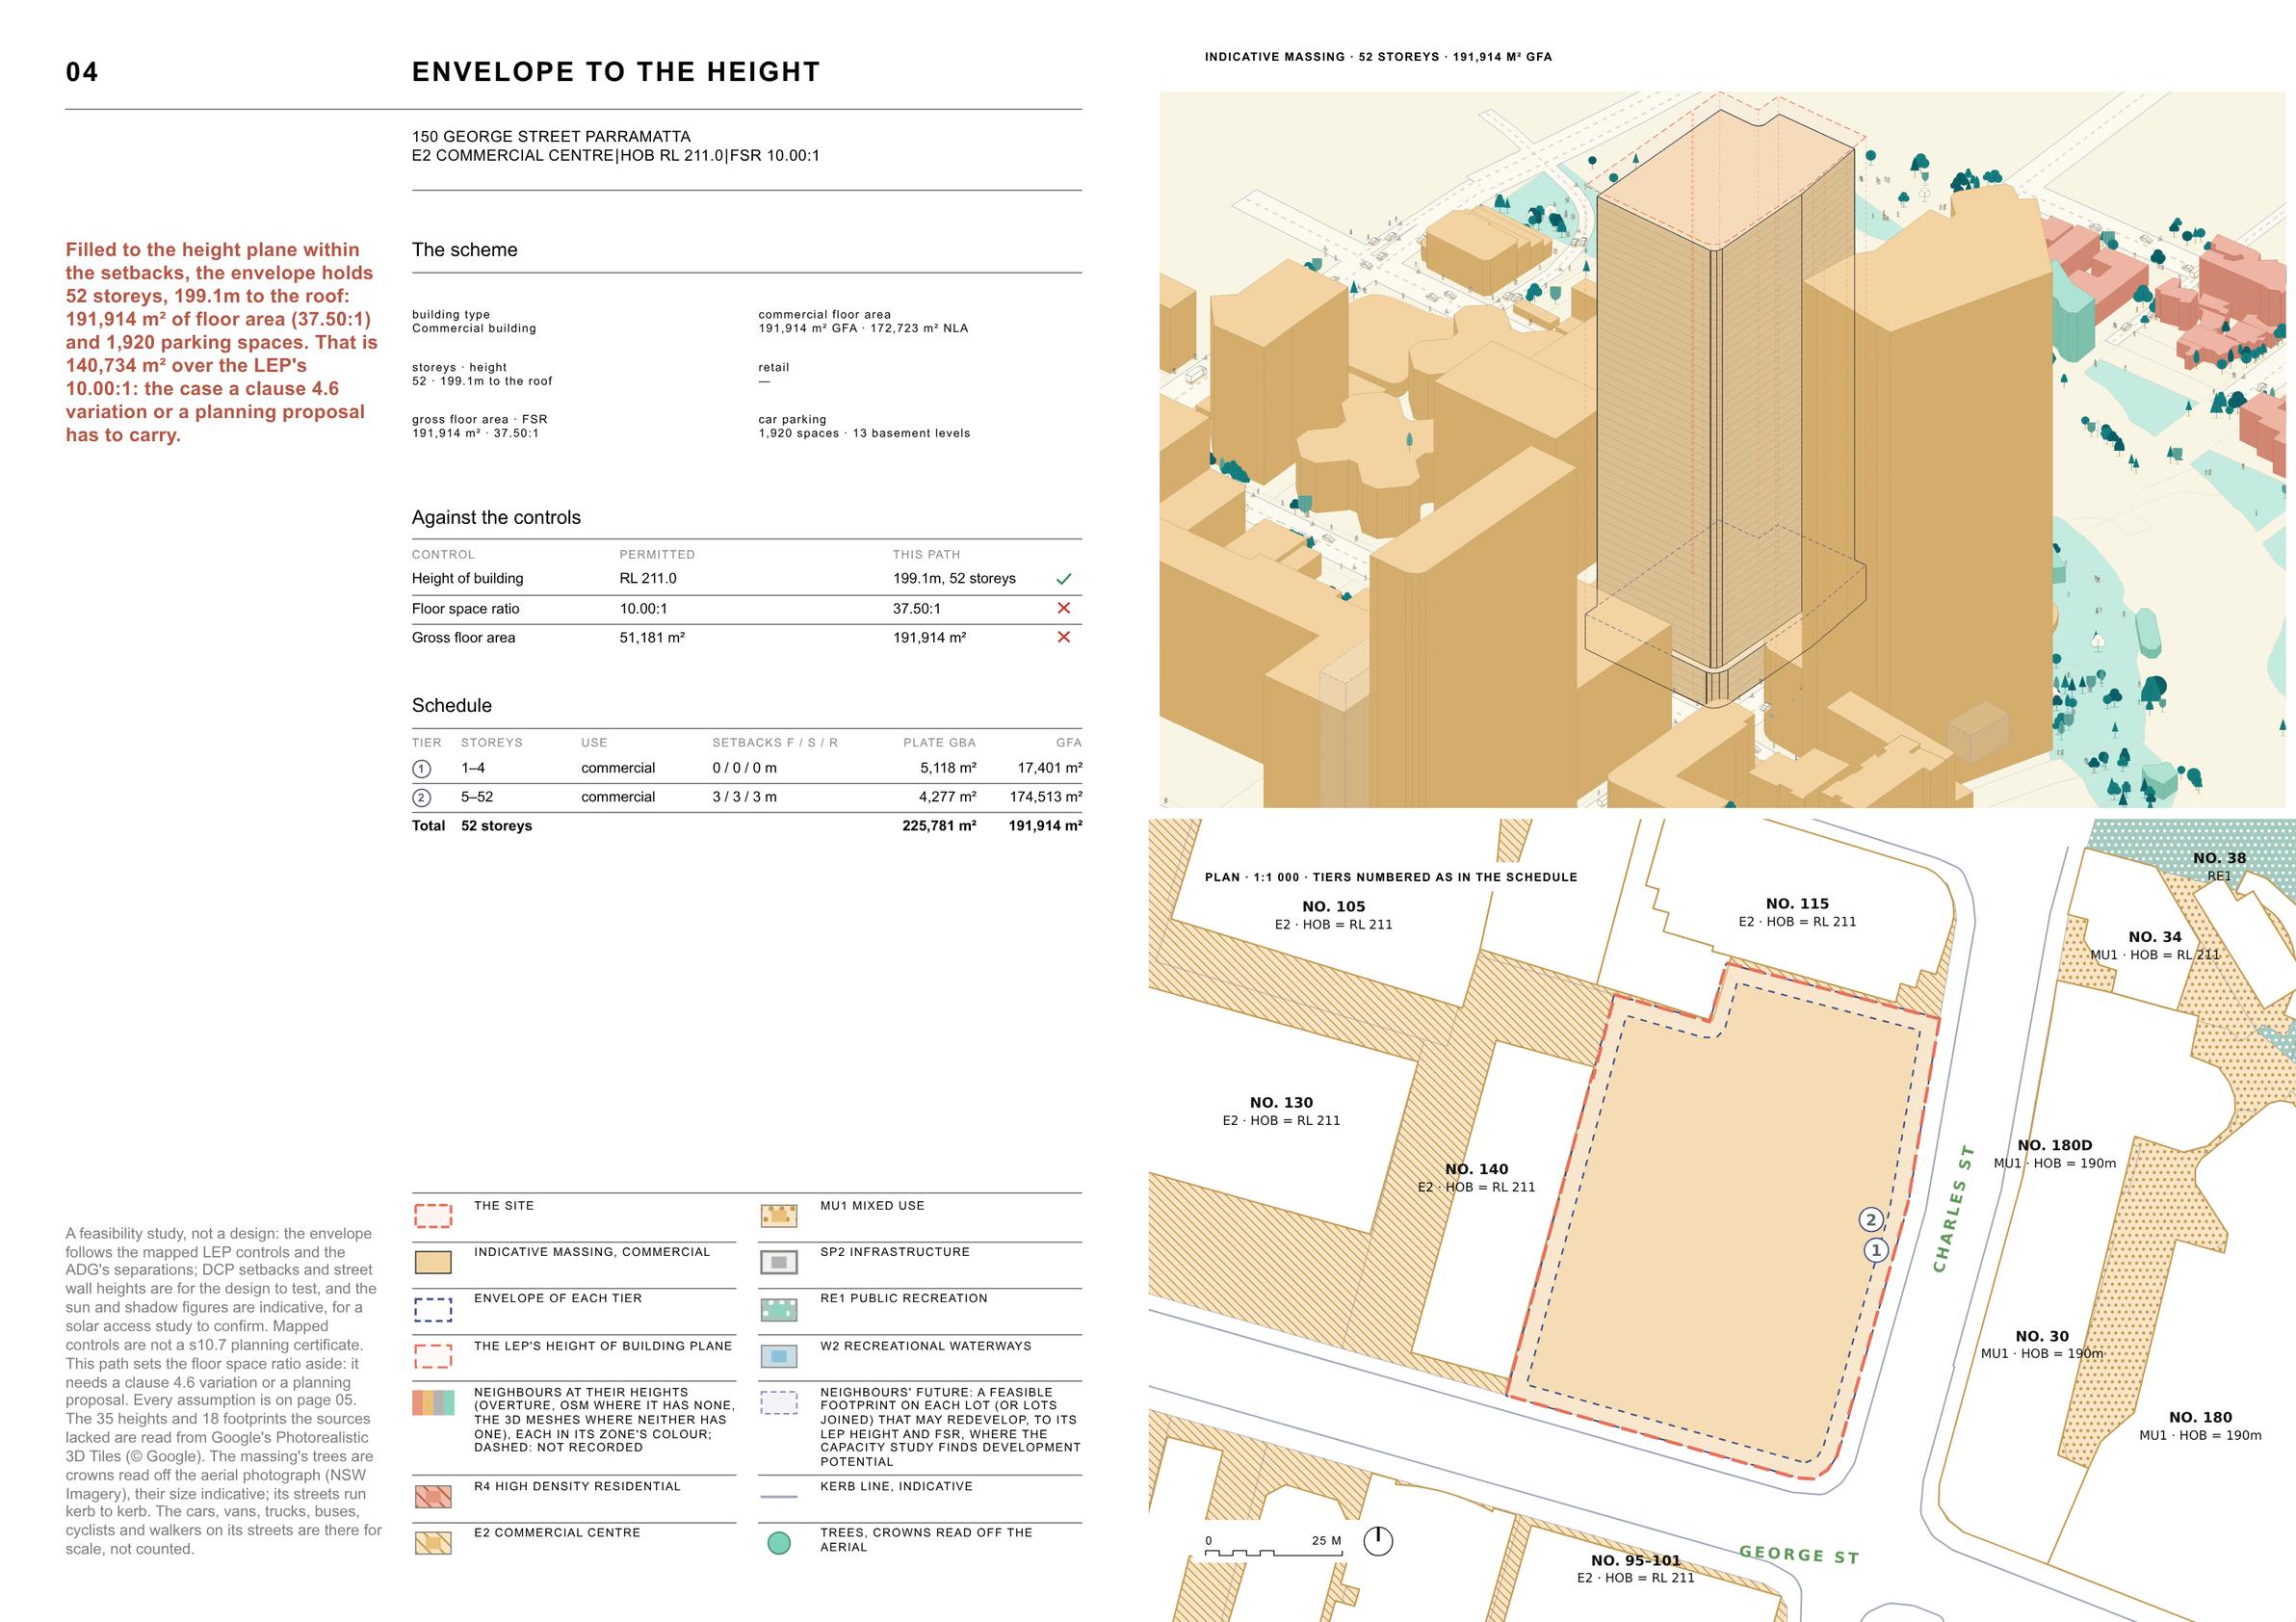 04
ENVELOPE TO THE HEIGHT
150 GEORGE STREET PARRAMATTA
E2 COMMERCIAL CENTRE|HOB RL 211.0|FSR 10.00:1
Filled to the height plane within
the setbacks, the envelope holds
52 storeys, 199.1m to the roof:
191,914 m² of floor area (37.50:1)
and 1,920 parking spaces. That is
140,734 m² over the LEP's
10.00:1: the case a clause 4.6
variation or a planning proposal
has to carry.
The scheme
building type
Commercial building
commercial floor area
191,914 m² GFA · 172,723 m² NLA
storeys · height
52 · 199.1m to the roof
retail
—
gross floor area · FSR
191,914 m² · 37.50:1
car parking
1,920 spaces · 13 basement levels
Against the controls
CONTROL PERMITTED THIS PATH
Height of building RL 211.0 199.1m, 52 storeys
Floor space ratio 10.00:1 37.50:1
Gross floor area 51,181 m² 191,914 m²
Schedule
TIER STOREYS USE SETBACKS F / S / R PLATE GBA GFA
1 1–4 commercial 0 / 0 / 0 m 5,118 m² 17,401 m²
2 5–52 commercial 3 / 3 / 3 m 4,277 m² 174,513 m²
Total 52 storeys 225,781 m² 191,914 m²
A feasibility study, not a design: the envelope
follows the mapped LEP controls and the
ADG's separations; DCP setbacks and street
wall heights are for the design to test, and the
sun and shadow figures are indicative, for a
solar access study to confirm. Mapped
controls are not a s10.7 planning certificate.
This path sets the floor space ratio aside: it
needs a clause 4.6 variation or a planning
proposal. Every assumption is on page 05.
The 35 heights and 18 footprints the sources
lacked are read from Google's Photorealistic
3D Tiles (© Google). The massing's trees are
crowns read off the aerial photograph (NSW
Imagery), their size indicative; its streets run
kerb to kerb. The cars, vans, trucks, buses,
cyclists and walkers on its streets are there for
scale, not counted.
THE SITE
INDICATIVE MASSING, COMMERCIAL
ENVELOPE OF EACH TIER
THE LEP'S HEIGHT OF BUILDING PLANE
NEIGHBOURS AT THEIR HEIGHTS
(OVERTURE, OSM WHERE IT HAS NONE,
THE 3D MESHES WHERE NEITHER HAS
ONE), EACH IN ITS ZONE'S COLOUR;
DASHED: NOT RECORDED
R4 HIGH DENSITY RESIDENTIAL
E2 COMMERCIAL CENTRE
MU1 MIXED USE
SP2 INFRASTRUCTURE
RE1 PUBLIC RECREATION
W2 RECREATIONAL WATERWAYS
NEIGHBOURS' FUTURE: A FEASIBLE
FOOTPRINT ON EACH LOT (OR LOTS
JOINED) THAT MAY REDEVELOP, TO ITS
LEP HEIGHT AND FSR, WHERE THE
CAPACITY STUDY FINDS DEVELOPMENT
POTENTIAL
KERB LINE, INDICATIVE
TREES, CROWNS READ OFF THE
AERIAL
INDICATIVE MASSING · 52 STOREYS · 191,914 M² GFA
PLAN · 1:1 000 · TIERS NUMBERED AS IN THE SCHEDULE
NO. 38
RE1
NO. 105
E2 · HOB = RL 211
NO. 115
E2 · HOB = RL 211
NO. 34
MU1 · HOB = RL 211
NO. 130
E2 · HOB = RL 211
NO. 140
E2 · HOB = RL 211
NO. 180D
MU1 · HOB = 190m
2
1
CHARLES ST
NO. 30
MU1 · HOB = 190m
NO. 180
MU1 · HOB = 190m
0 25 M
GEORGE ST
NO. 95–101
E2 · HOB = RL 211